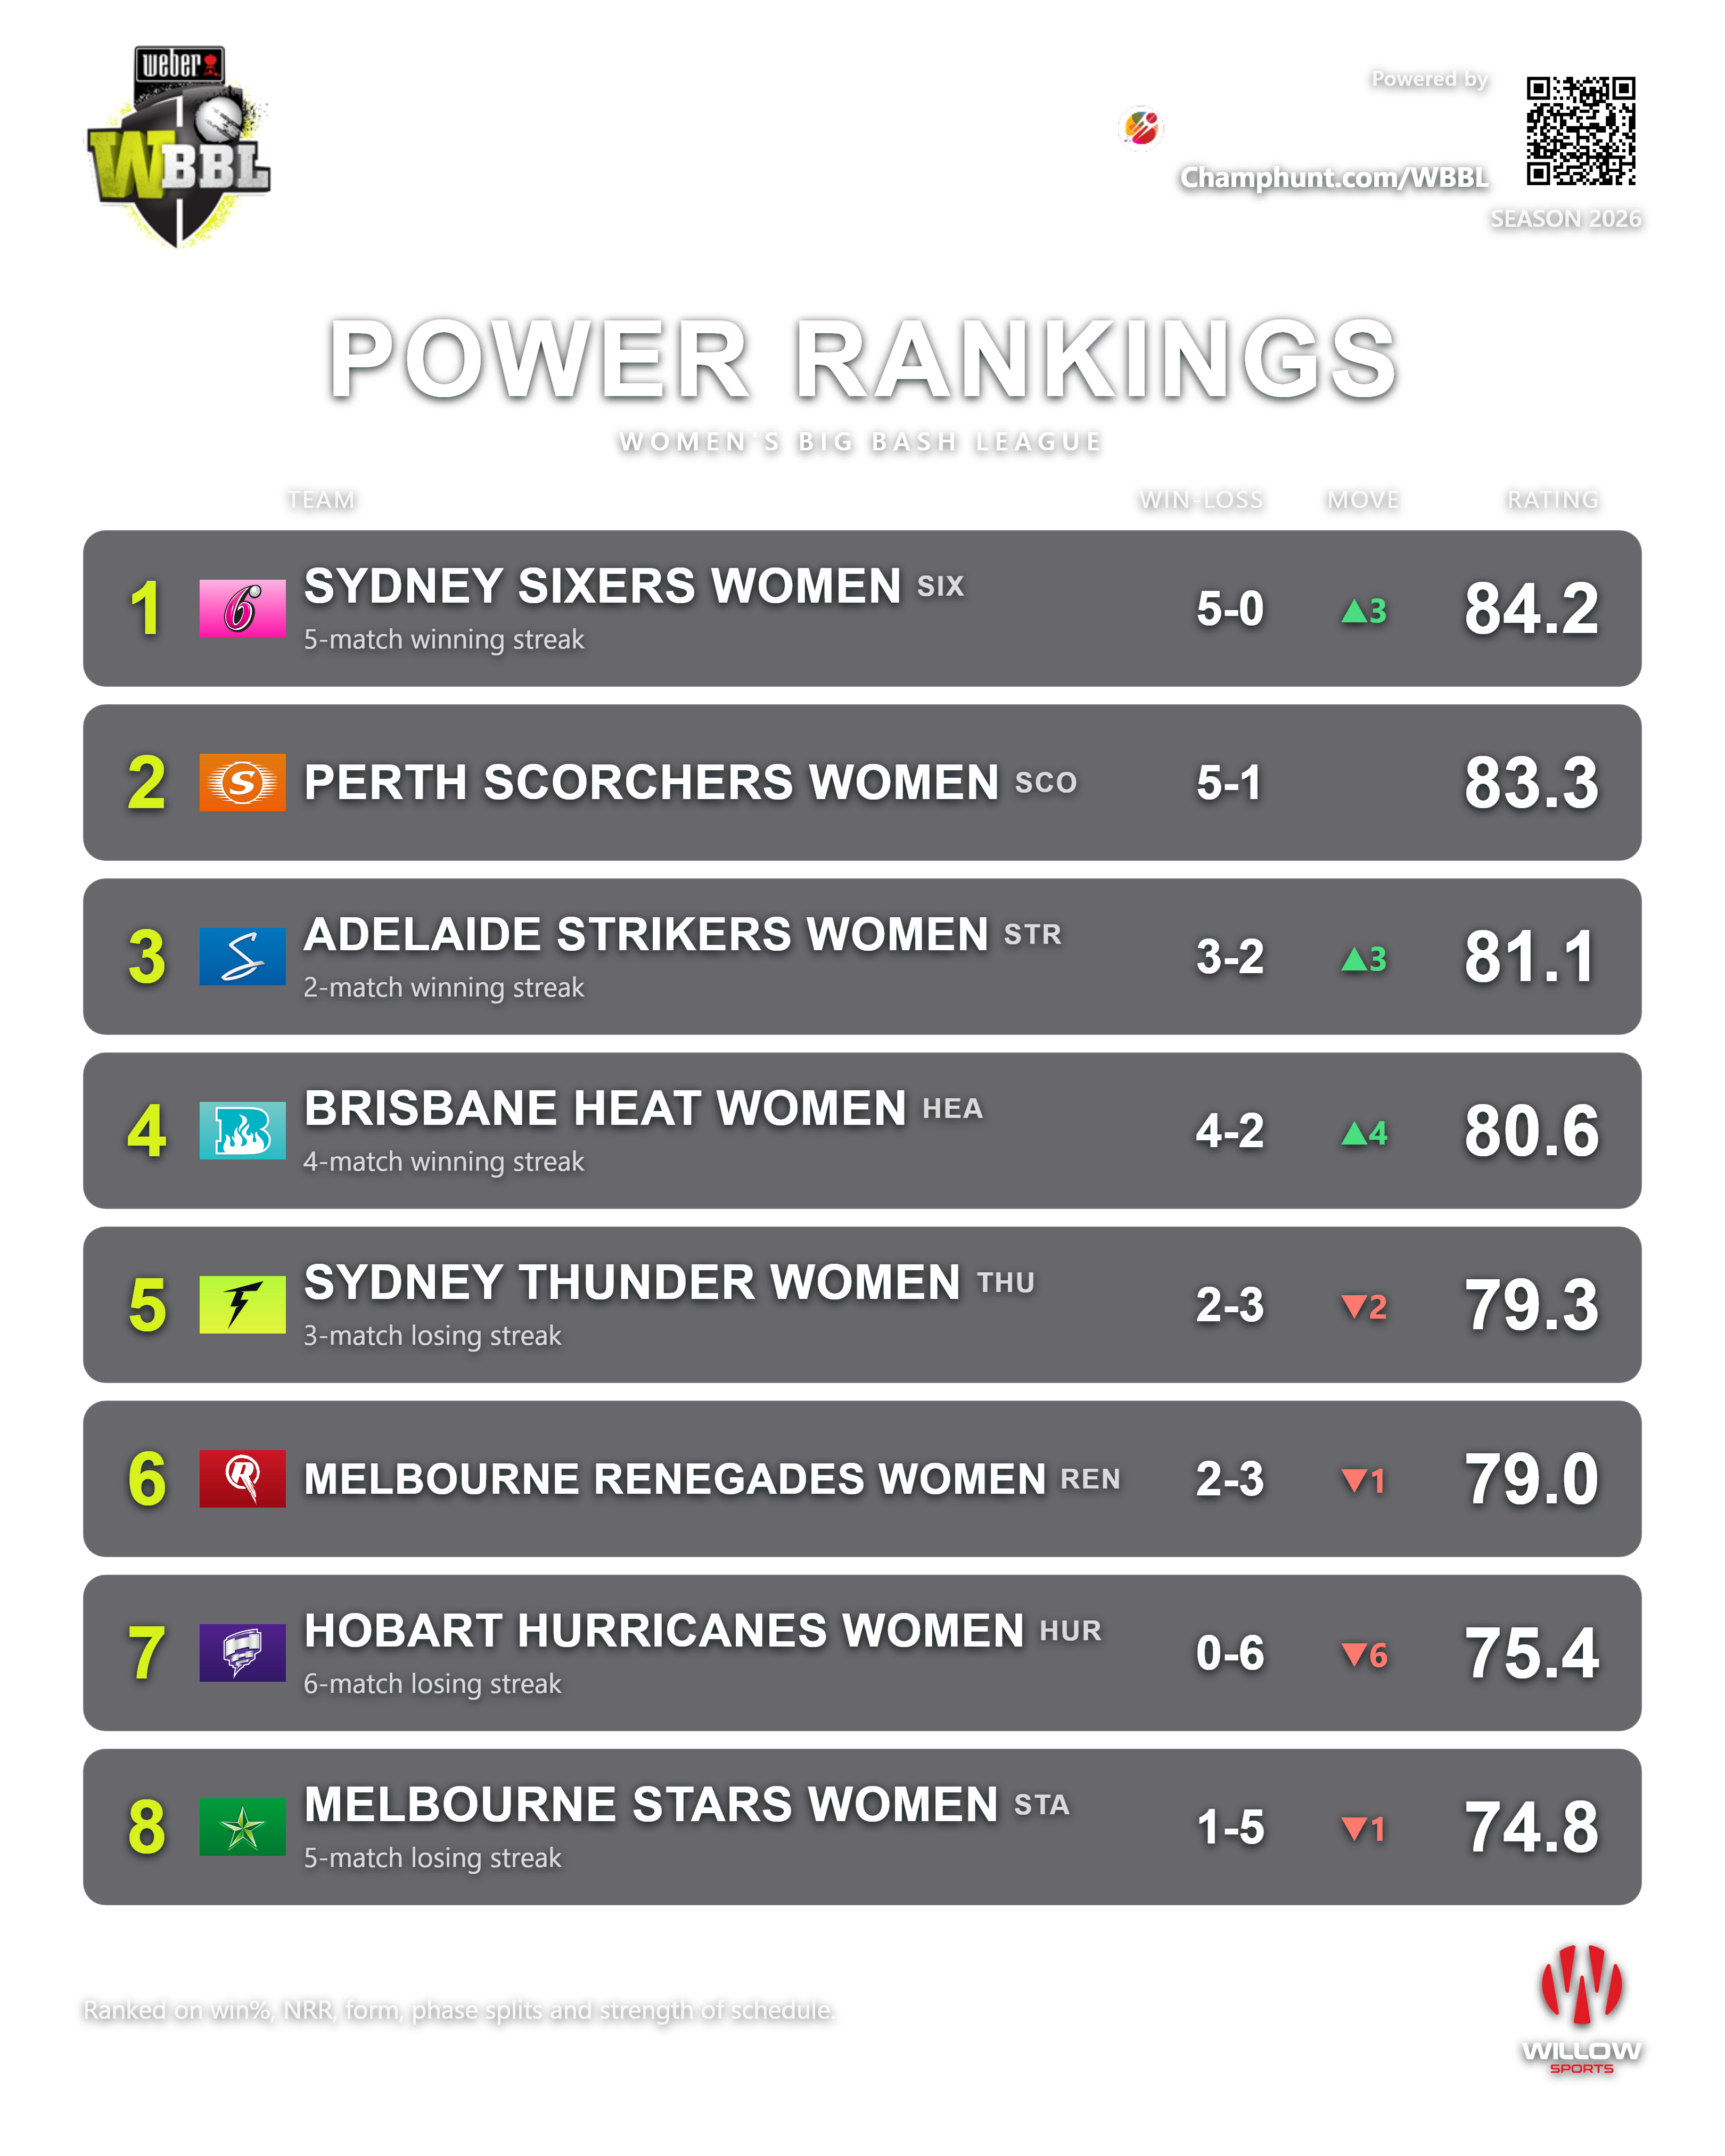 weber
WBBL
Powered by
Champhunt.com/WBBL
SEASON 2026
POWER RANKINGS
WOMEN'S BIG BASH LEAGUE
TEAM WIN-LOSS MOVE RATING
1 6 SYDNEY SIXERS WOMEN SIX 5-0 ▲3 84.2
5-match winning streak
2 S PERTH SCORCHERS WOMEN SCO 5-1 83.3
3 S ADELAIDE STRIKERS WOMEN STR 3-2 ▲3 81.1
2-match winning streak
4 B BRISBANE HEAT WOMEN HEA 4-2 ▲4 80.6
4-match winning streak
5 SYDNEY THUNDER WOMEN THU 2-3 ▼2 79.3
3-match losing streak
6 R MELBOURNE RENEGADES WOMEN REN 2-3 ▼1 79.0
7 HOBART HURRICANES WOMEN HUR 0-6 ▼6 75.4
6-match losing streak
8 MELBOURNE STARS WOMEN STA 1-5 ▼1 74.8
5-match losing streak
Ranked on win%, NRR, form, phase splits and strength of schedule.
WILLOW
SPORTS